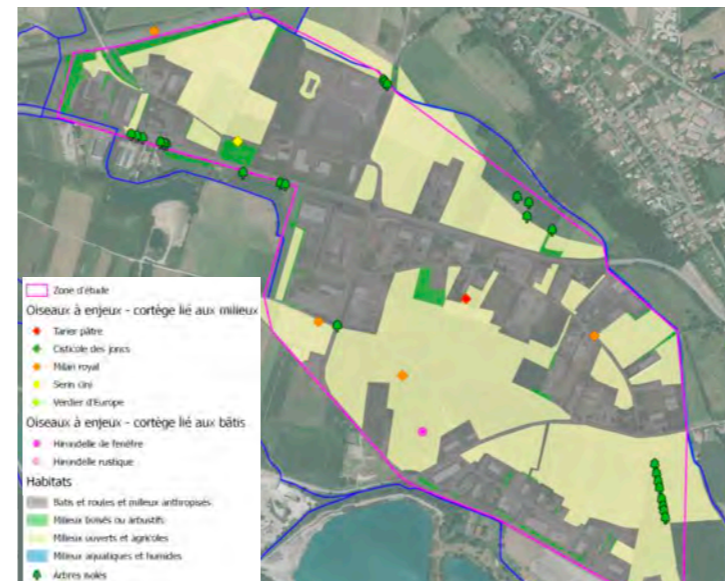 Zone d'étude
Oiseaux à enjeux - cortège lié aux milieux
Tarier pâtre
Cisticole des joncs
Milan royal
Serin cini
Verdier d'Europe
Oiseaux à enjeux - cortège lié aux bâtis
Hirondelle de fenêtre
Hirondelle rustique
Habitats
Bâtis et routes et milieux anthropisés
Milieux boisés ou arbustifs
Milieux ouverts et agricoles
Milieux aquatiques et humides
Arbres isolés